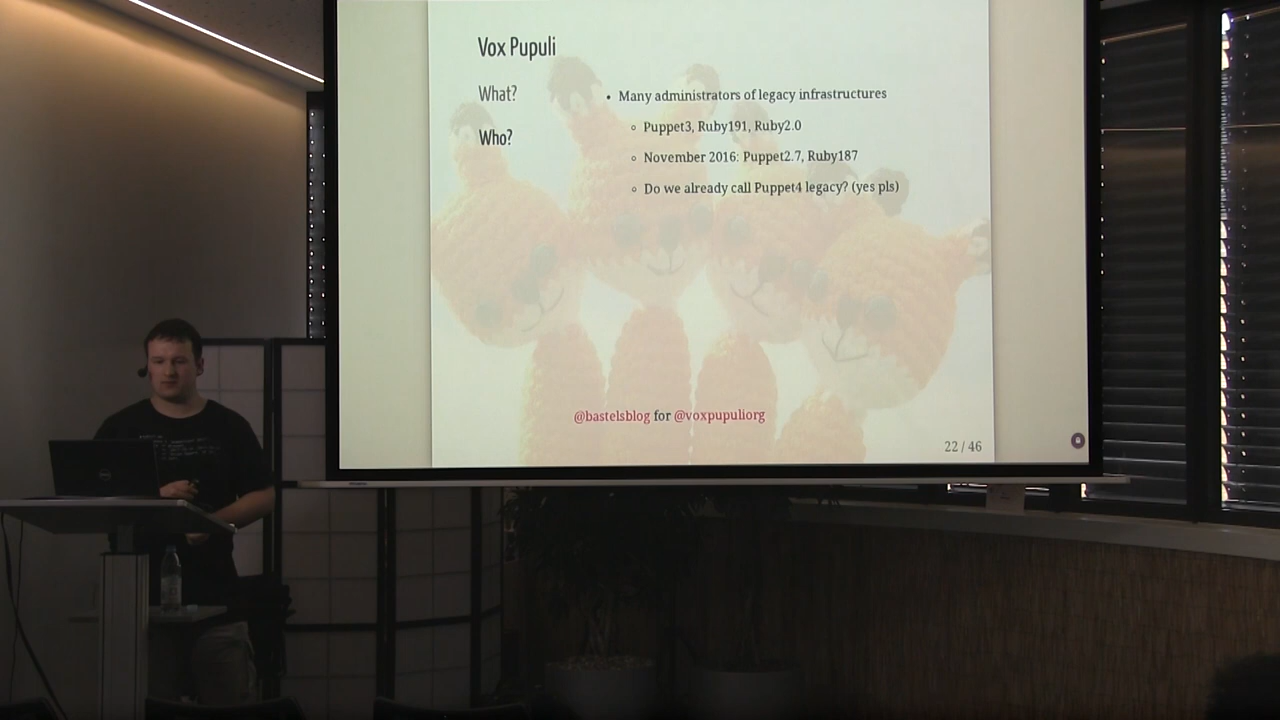 Vox Pupuli
What?
Who?
• Many administrators of legacy infrastructures
◦ Puppet3, Ruby191, Ruby2.0
◦ November 2016: Puppet2.7, Ruby187
◦ Do we already call Puppet4 legacy? (yes pls)
@bastelsblog for @voxpupuliorg
22 / 46